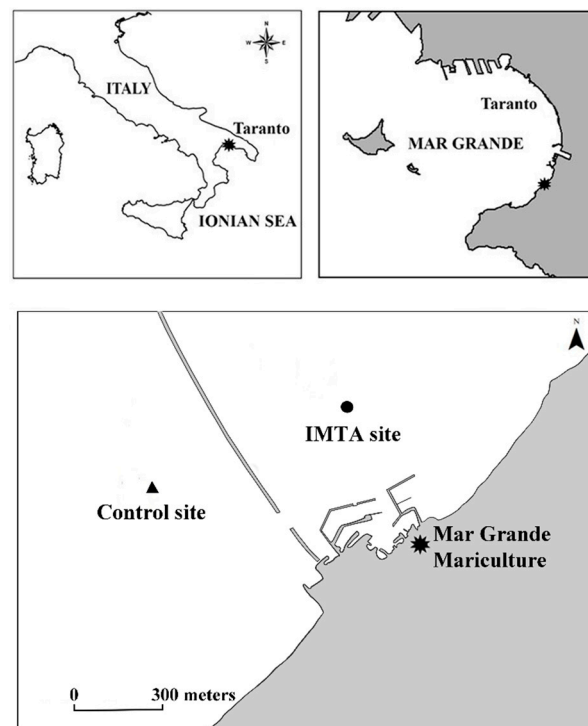 N
W E
S
ITALY
Taranto
IONIAN SEA
Taranto
MAR GRANDE
N
IMTA site
Control site
Mar Grande
Mariculture
0 300 meters